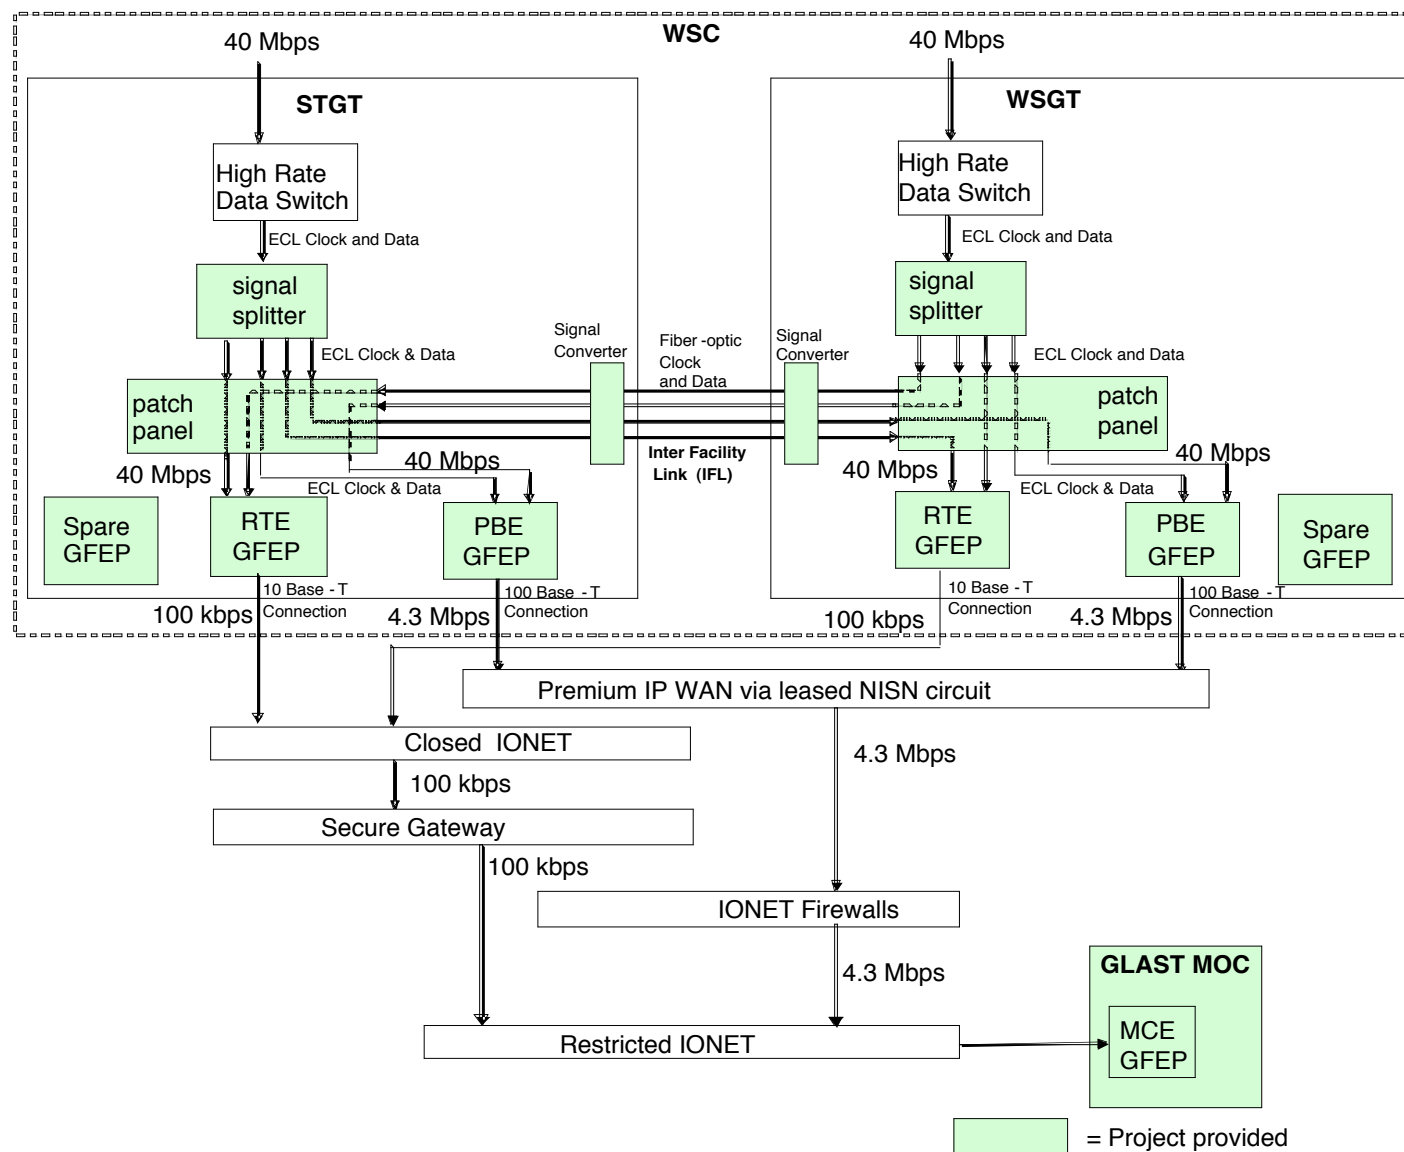 WSC
40 Mbps
40 Mbps
STGT
WSGT
High Rate
Data Switch
High Rate
Data Switch
ECL Clock and Data
ECL Clock and Data
signal
splitter
signal
splitter
ECL Clock & Data
Signal
Converter
Fiber -optic
Clock
and Data
Signal
Converter
ECL Clock and Data
patch
panel
patch
panel
Inter Facility
Link (IFL)
40 Mbps
40 Mbps
40 Mbps
40 Mbps
ECL Clock & Data
ECL Clock & Data
Spare
GFEP
RTE
GFEP
PBE
GFEP
RTE
GFEP
PBE
GFEP
Spare
GFEP
10 Base - T
Connection
100 Base - T
Connection
10 Base - T
Connection
100 Base - T
Connection
100 kbps
4.3 Mbps
100 kbps
4.3 Mbps
Premium IP WAN via leased NISN circuit
Closed IONET
4.3 Mbps
100 kbps
Secure Gateway
100 kbps
IONET Firewalls
4.3 Mbps
GLAST MOC
MCE
GFEP
Restricted IONET
= Project provided